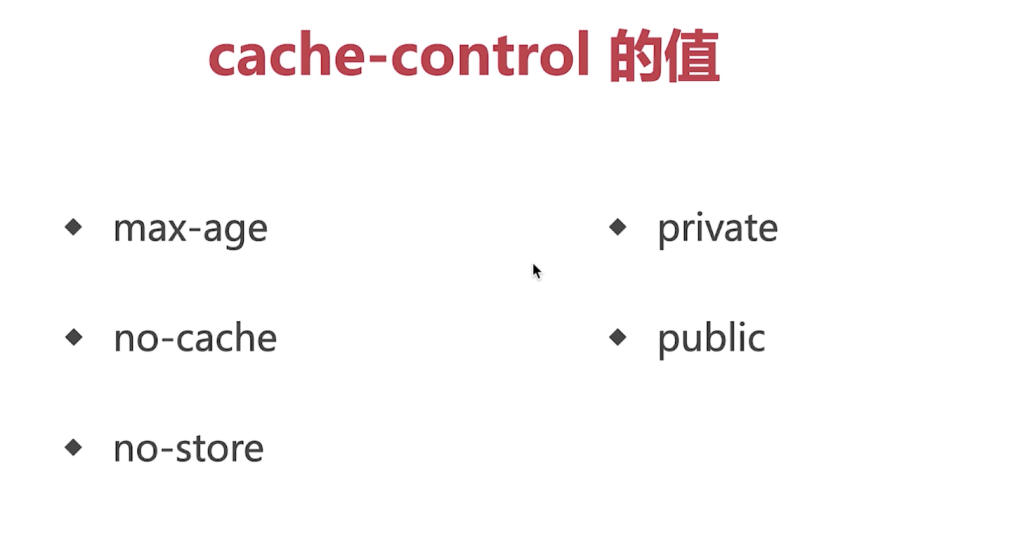 cache-control 的值
◆ max-age
◆ no-cache
◆ no-store
◆ private
◆ public